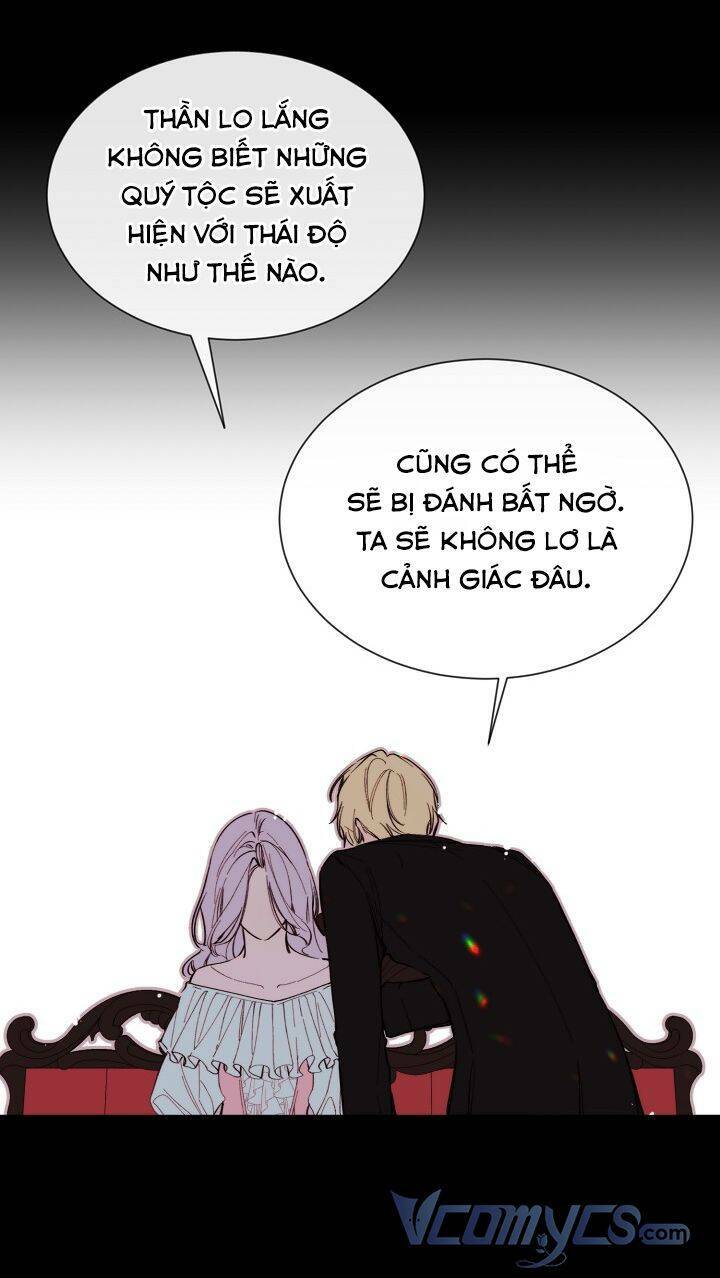 THẦN LO LẮNG
KHÔNG BIẾT NHỮNG
QUÝ TỘC SẼ XUẤT
HIỆN VỚI THÁI ĐỘ
NHƯ THẾ NÀO.
CŨNG CÓ THỂ
SẼ BỊ ĐÁNH BẤT NGỜ.
TA SẼ KHÔNG LƠ LÀ
CẢNH GIÁC ĐÂU.
VCOMYCS.com